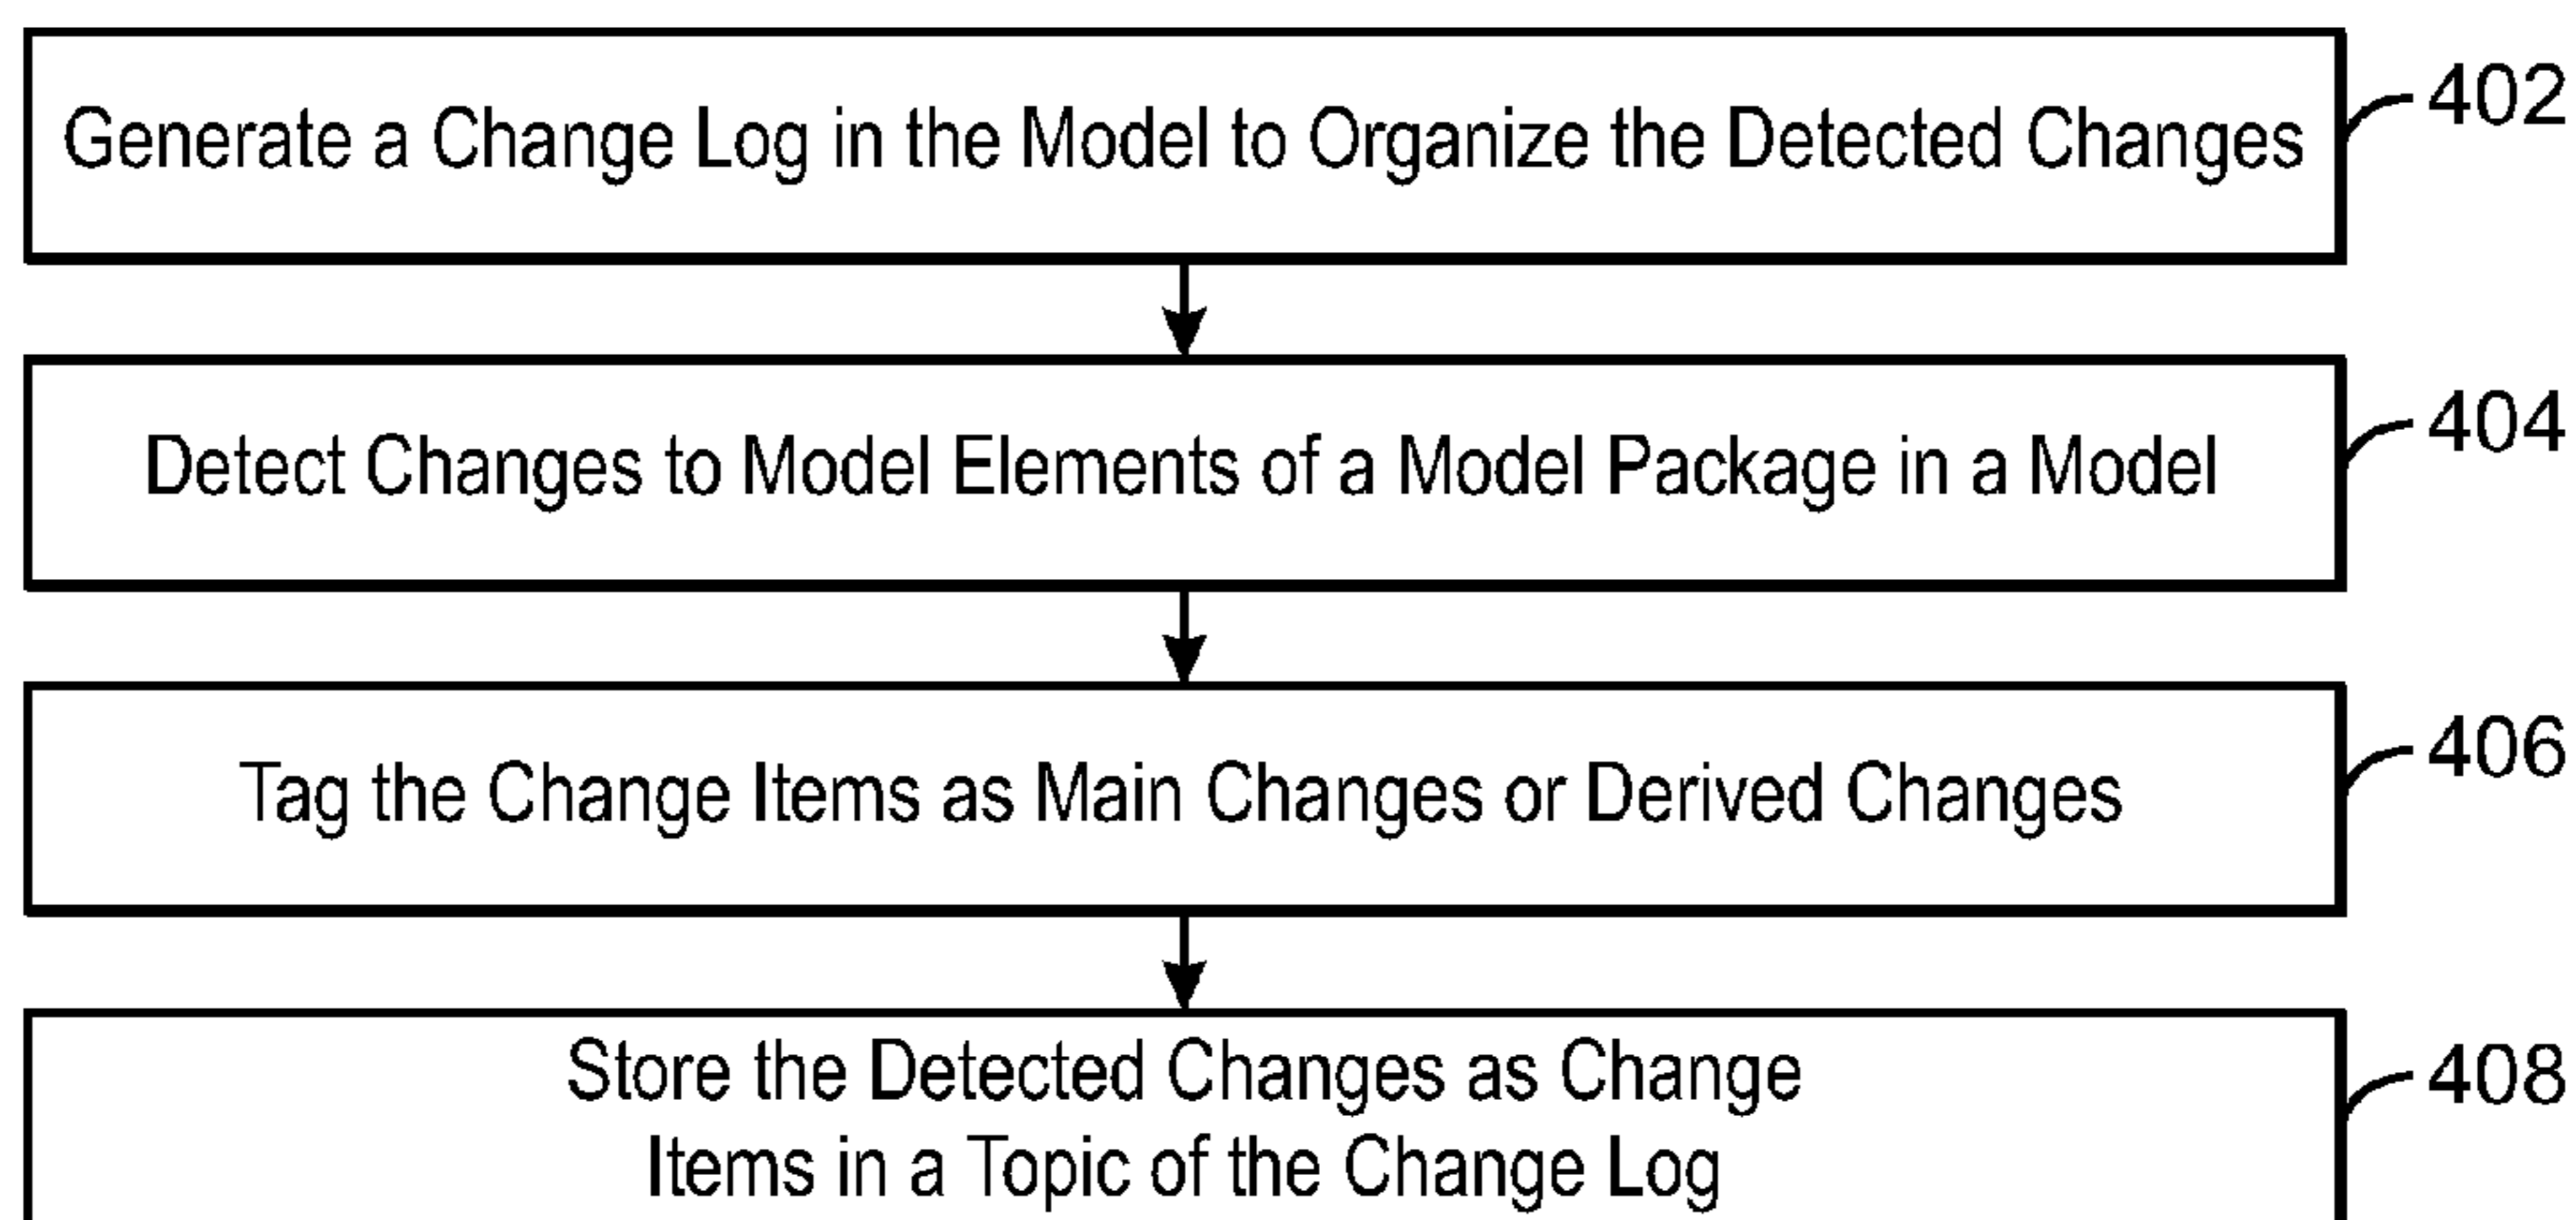 Generate a Change Log in the Model to Organize the Detected Changes
402
Detect Changes to Model Elements of a Model Package in a Model
404
Tag the Change Items as Main Changes or Derived Changes
406
Store the Detected Changes as Change
Items in a Topic of the Change Log
408